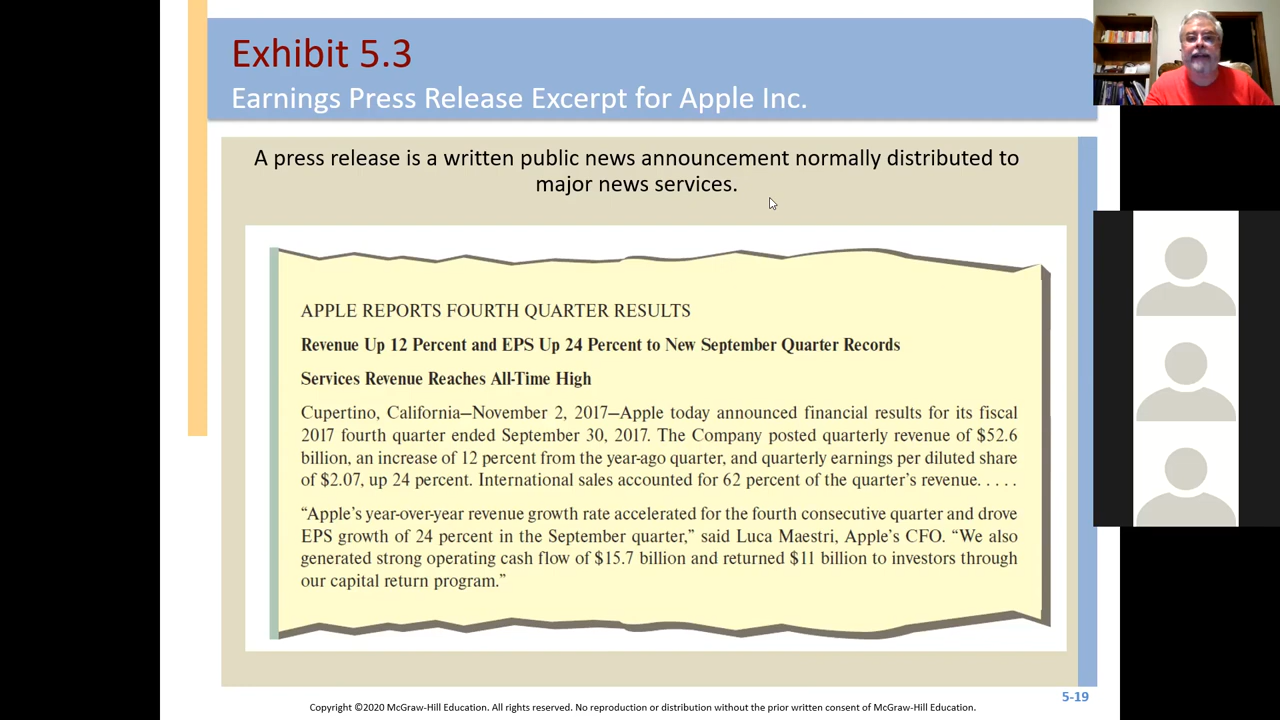 Exhibit 5.3
Earnings Press Release Excerpt for Apple Inc.
A press release is a written public news announcement normally distributed to
major news services.
APPLE REPORTS FOURTH QUARTER RESULTS
Revenue Up 12 Percent and EPS Up 24 Percent to New September Quarter Records
Services Revenue Reaches All-Time High
Cupertino, California—November 2, 2017—Apple today announced financial results for its fiscal
2017 fourth quarter ended September 30, 2017. The Company posted quarterly revenue of $52.6
billion, an increase of 12 percent from the year-ago quarter, and quarterly earnings per diluted share
of $2.07, up 24 percent. International sales accounted for 62 percent of the quarter’s revenue. . . . .
“Apple’s year-over-year revenue growth rate accelerated for the fourth consecutive quarter and drove
EPS growth of 24 percent in the September quarter,” said Luca Maestri, Apple’s CFO. “We also
generated strong operating cash flow of $15.7 billion and returned $11 billion to investors through
our capital return program.”
5-19
Copyright ©2020 McGraw-Hill Education. All rights reserved. No reproduction or distribution without the prior written consent of McGraw-Hill Education.